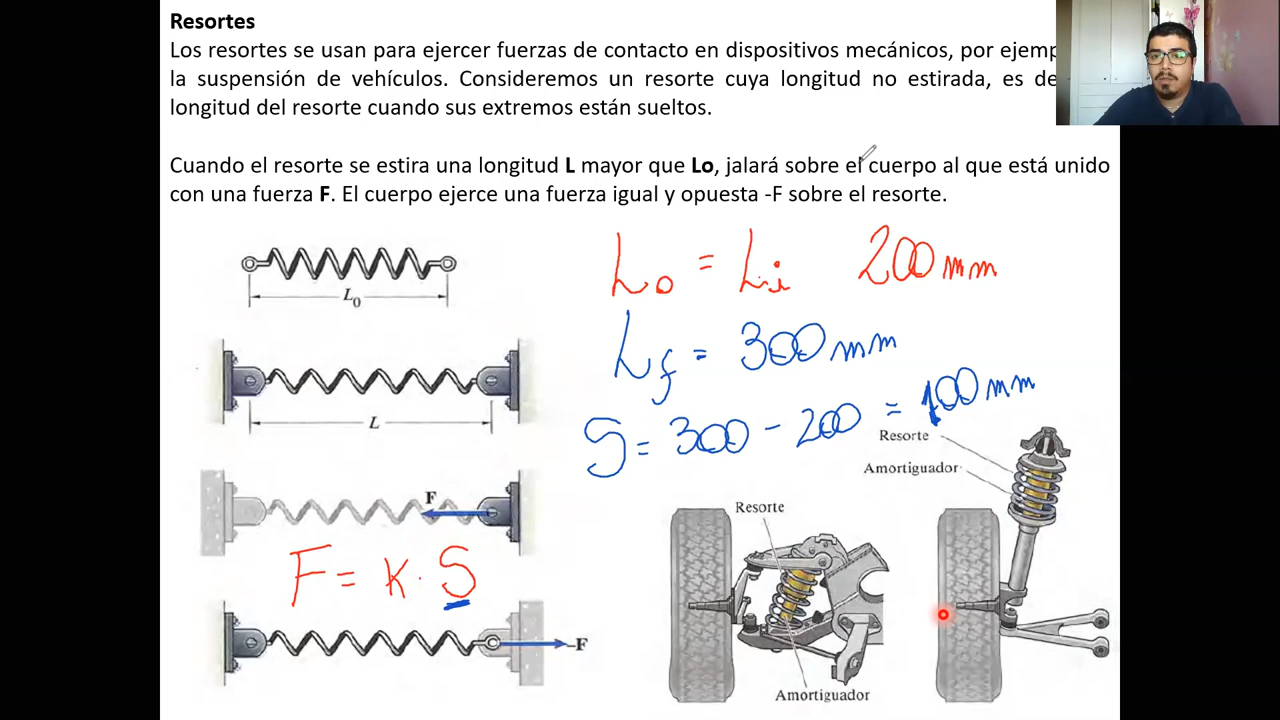 Resortes
Los resortes se usan para ejercer fuerzas de contacto en dispositivos mecánicos, por ejemp
la suspensión de vehículos. Consideremos un resorte cuya longitud no estirada, es de
longitud del resorte cuando sus extremos están sueltos.
Cuando el resorte se estira una longitud L mayor que Lo, jalará sobre el cuerpo al que está unido
con una fuerza F. El cuerpo ejerce una fuerza igual y opuesta -F sobre el resorte.
L0
L
F
F = K · S
-F
Lo = Li 200 mm
Lf = 300 mm
S = 300 - 200 = 100 mm
Resorte
Amortiguador
Resorte
Amortiguador